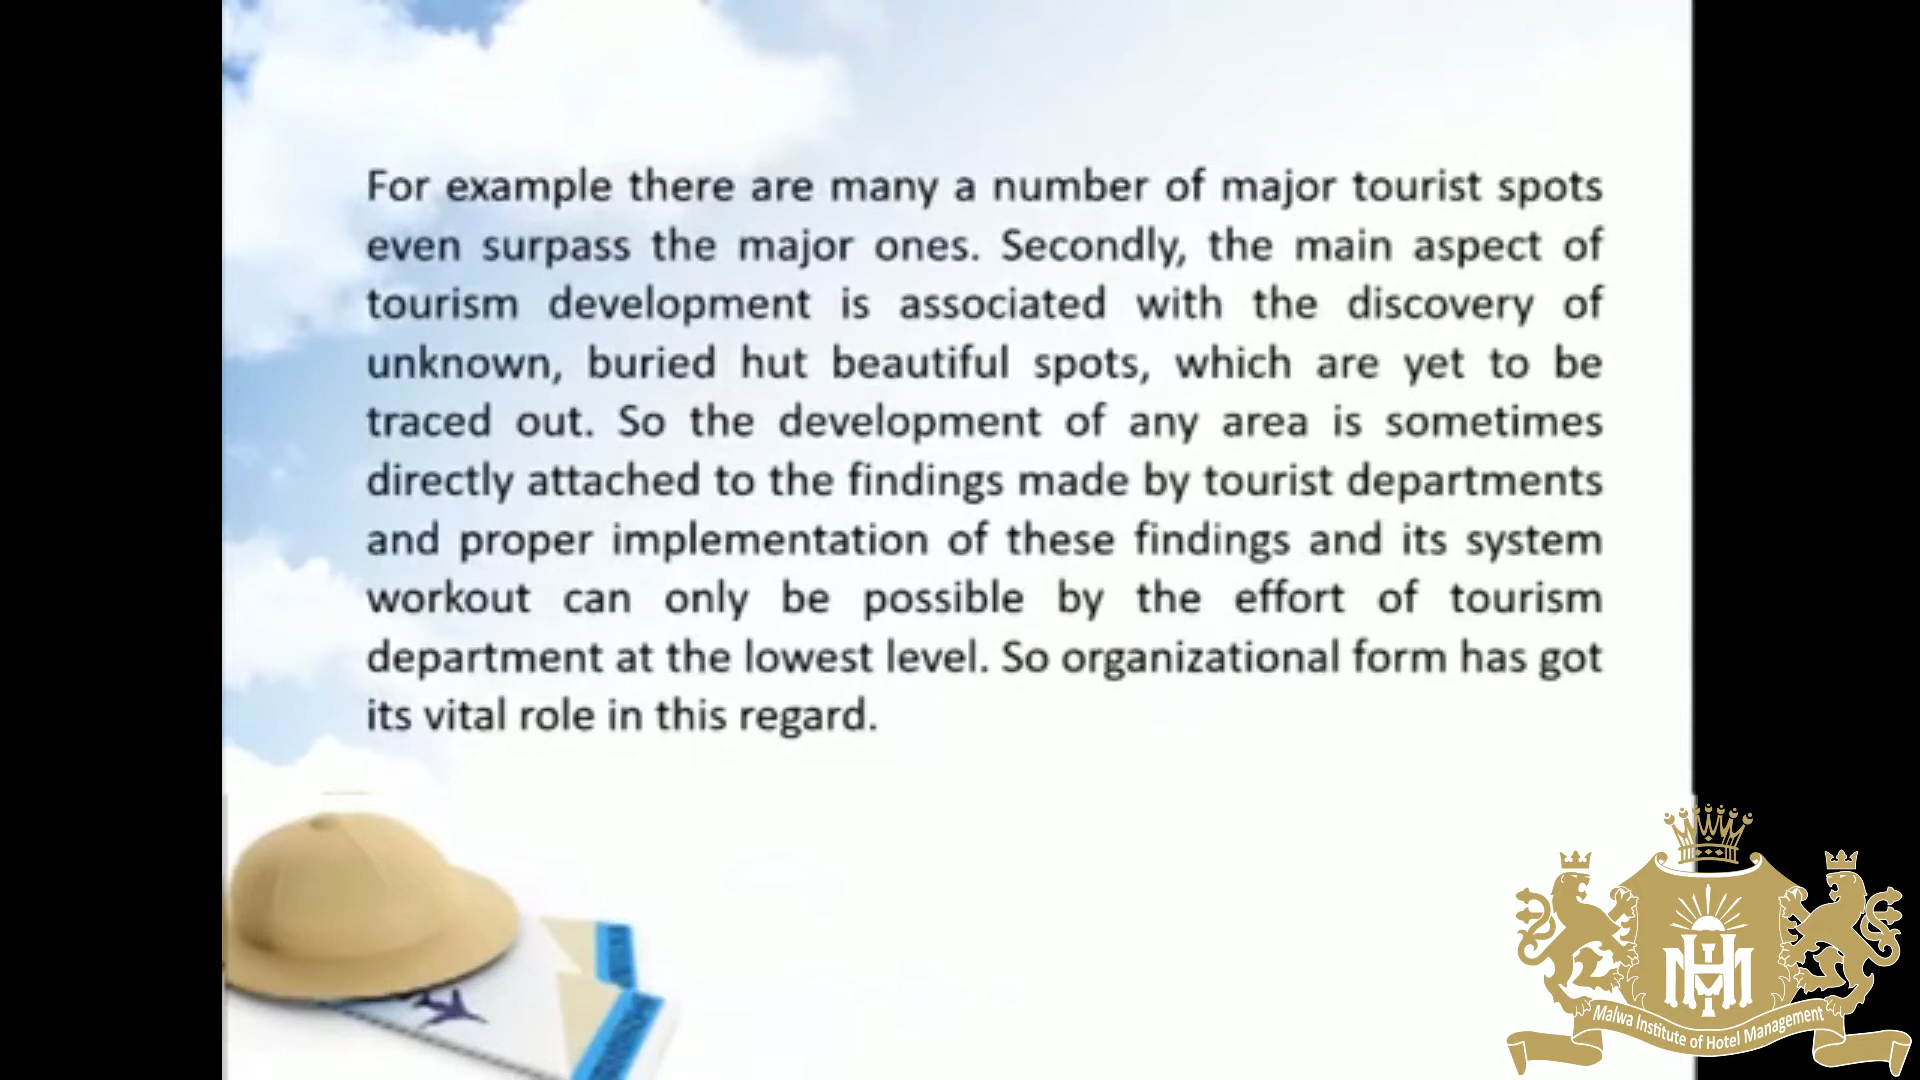 For example there are many a number of major tourist spots
even surpass the major ones. Secondly, the main aspect of
tourism development is associated with the discovery of
unknown, buried hut beautiful spots, which are yet to be
traced out. So the development of any area is sometimes
directly attached to the findings made by tourist departments
and proper implementation of these findings and its system
workout can only be possible by the effort of tourism
department at the lowest level. So organizational form has got
its vital role in this regard.
Malwa Institute of Hotel Management